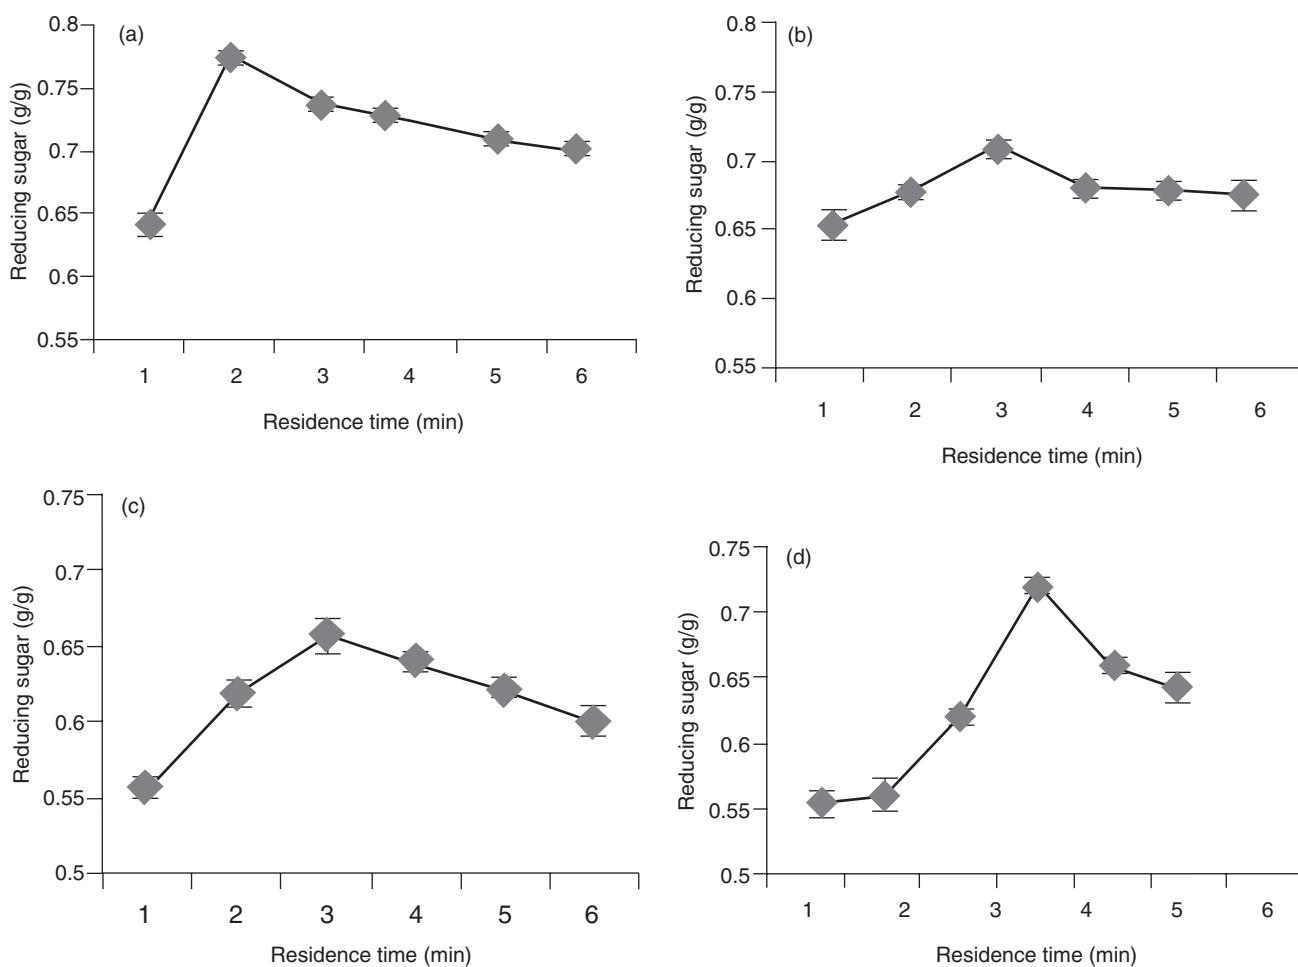 (a)
Reducing sugar (g/g)
0.8
0.75
0.7
0.65
0.6
0.55
1 2 3 4 5 6
Residence time (min)
(b)
Reducing sugar (g/g)
0.8
0.75
0.7
0.65
0.6
0.55
1 2 3 4 5 6
Residence time (min)
(c)
Reducing sugar (g/g)
0.75
0.7
0.65
0.6
0.55
0.5
1 2 3 4 5 6
Residence time (min)
(d)
Reducing sugar (g/g)
0.75
0.7
0.65
0.6
0.55
0.5
1 2 3 4 5 6
Residence time (min)